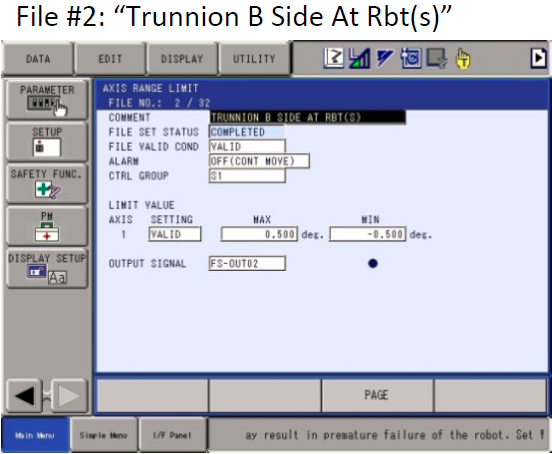 File #2: “Trunnion B Side At Rbt(s)”
DATA EDIT DISPLAY UTILITY
PARAMETER
SETUP
SAFETY FUNC.
PM
DISPLAY SETUP
Aa
AXIS RANGE LIMIT
FILE NO.: 2 / 32
COMMENT TRUNNION B SIDE AT RBT(S)
FILE SET STATUS COMPLETED
FILE VALID COND VALID
ALARM OFF(CONT MOVE)
CTRL GROUP S1
LIMIT VALUE
AXIS SETTING MAX MIN
1 VALID 0.500 deg. -0.500 deg.
OUTPUT SIGNAL FS-OUT02
PAGE
Main Menu Simple Menu I/F Panel ay result in premature failure of the robot. Set f